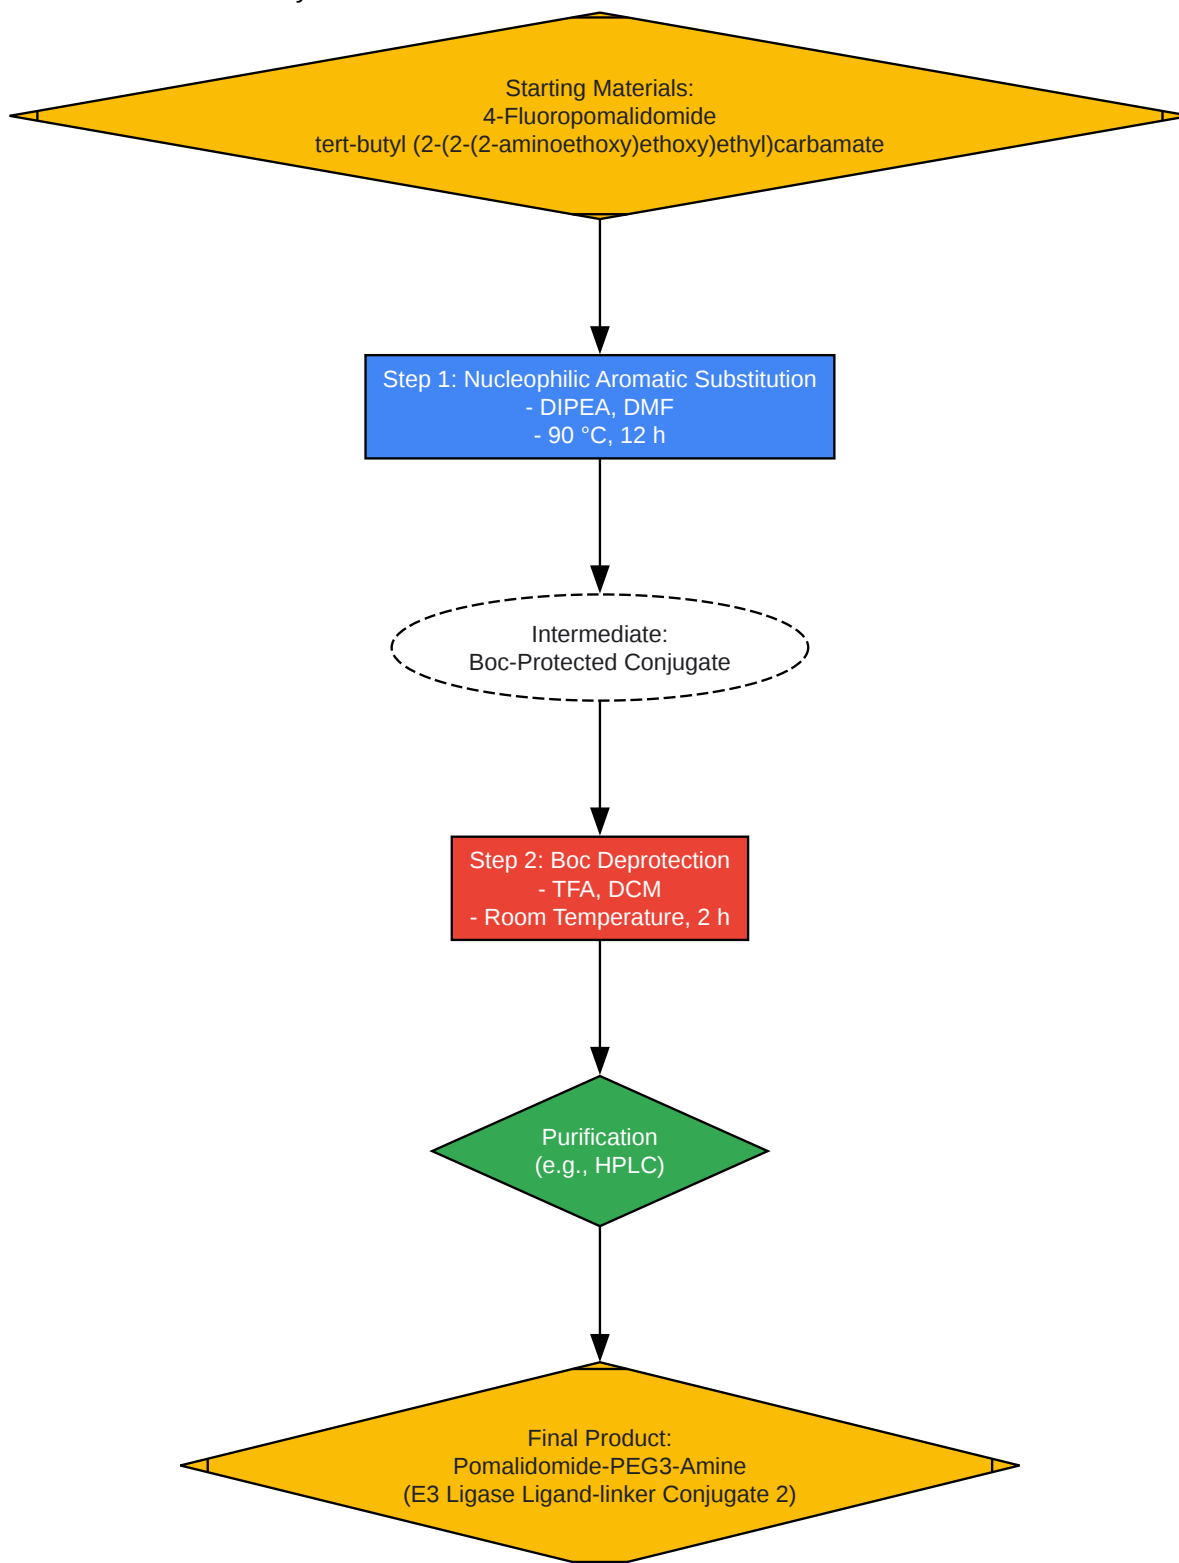 Starting Materials:
4-Fluoropomalidomide
tert-butyl (2-(2-(2-aminoethoxy)ethoxy)ethyl)carbamate
Step 1: Nucleophilic Aromatic Substitution
- DIPEA, DMF
- 90 °C, 12 h
Intermediate:
Boc-Protected Conjugate
Step 2: Boc Deprotection
- TFA, DCM
- Room Temperature, 2 h
Purification
(e.g., HPLC)
Final Product:
Pomalidomide-PEG3-Amine
(E3 Ligase Ligand-linker Conjugate 2)